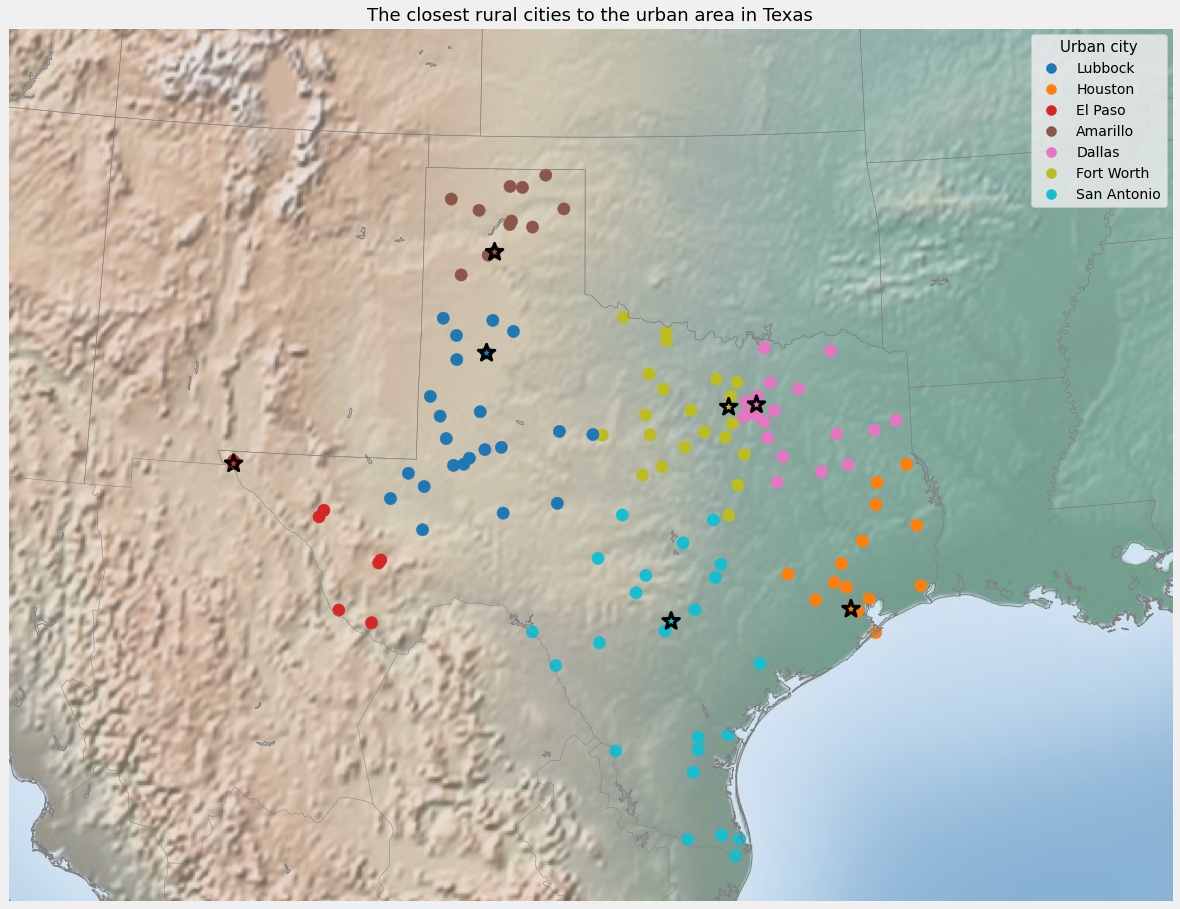 The closest rural cities to the urban area in Texas
Urban city
Lubbock
Houston
El Paso
Amarillo
Dallas
Fort Worth
San Antonio